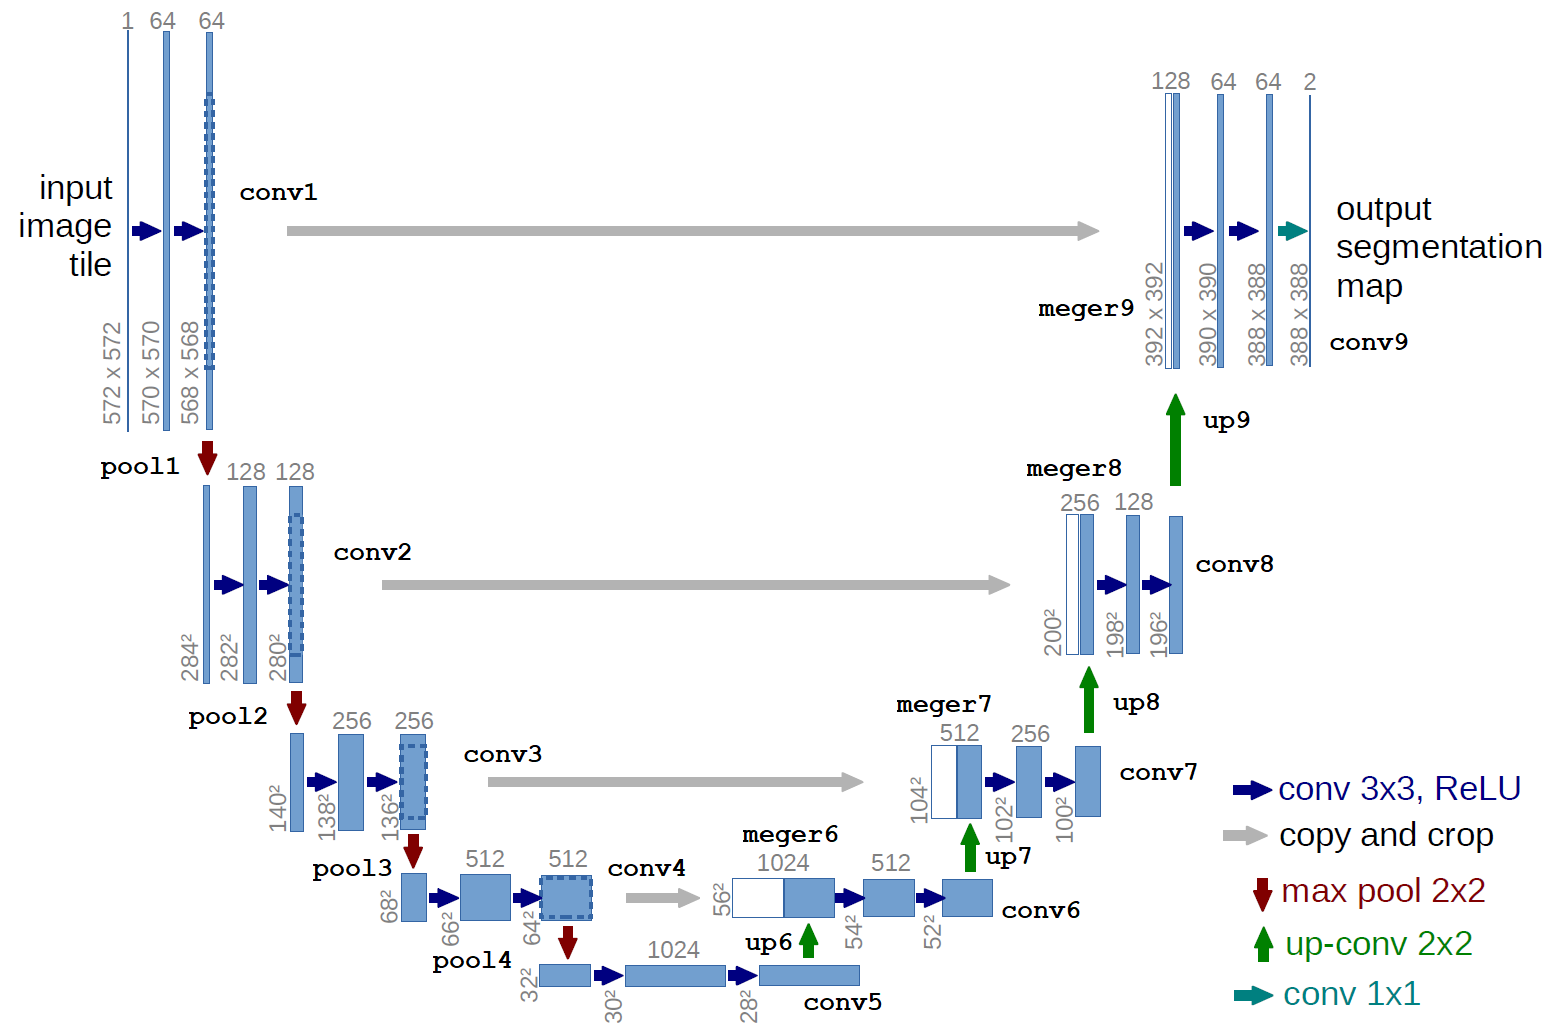 1 64 64
input
image
tile
conv1
572 x 572
570 x 570
568 x 568
pool1
128 128
conv2
284²
282²
280²
pool2
256 256
conv3
140²
138²
136²
pool3
512 512
conv4
68²
66²
64²
pool4
1024
32²
30²
28²
conv5
up6
meger6
1024 512
56²
54²
52²
conv6
up7
meger7
512 256
104²
102²
100²
conv7
up8
meger8
256 128
200²
198²
196²
conv8
up9
128 64 64 2
meger9
392 x 392
390 x 390
388 x 388
388 x 388
output
segmentation
map
conv9
conv 3x3, ReLU
copy and crop
max pool 2x2
up-conv 2x2
conv 1x1